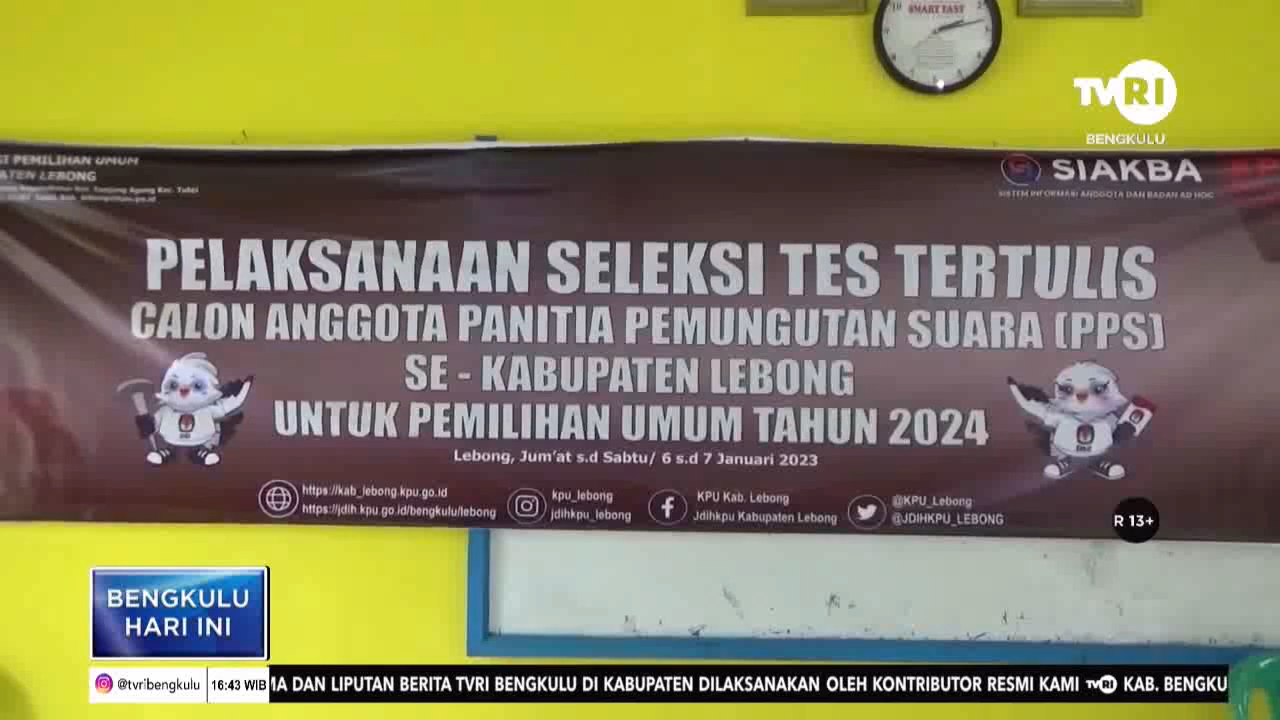 SMART FAST
TVRI
BENGKULU
PEMILIHAN UMUM
LEBONG
SIAKBA
SISTEM INFORMASI ANGGOTA DAN BADAN AD HOC
PELAKSANAAN SELEKSI TES TERTULIS
CALON ANGGOTA PANITIA PEMUNGUTAN SUARA (PPS)
SE - KABUPATEN LEBONG
UNTUK PEMILIHAN UMUM TAHUN 2024
Lebong, Jum'at s.d Sabtu/ 6 s.d 7 Januari 2023
https://kab_lebong.kpu.go.id
https://jdih.kpu.go.id/bengkulu/lebong
kpu_lebong
jdihkpu_lebong
KPU Kab. Lebong
Jdihkpu Kabupaten Lebong
@KPU_Lebong
@JDIHKPU_LEBONG
R 13+
BENGKULU
HARI INI
@tvribengkulu
16:43 WIB
MA DAN LIPUTAN BERITA TVRI BENGKULU DI KABUPATEN DILAKSANAKAN OLEH KONTRIBUTOR RESMI KAMI TVRI KAB. BENGKU